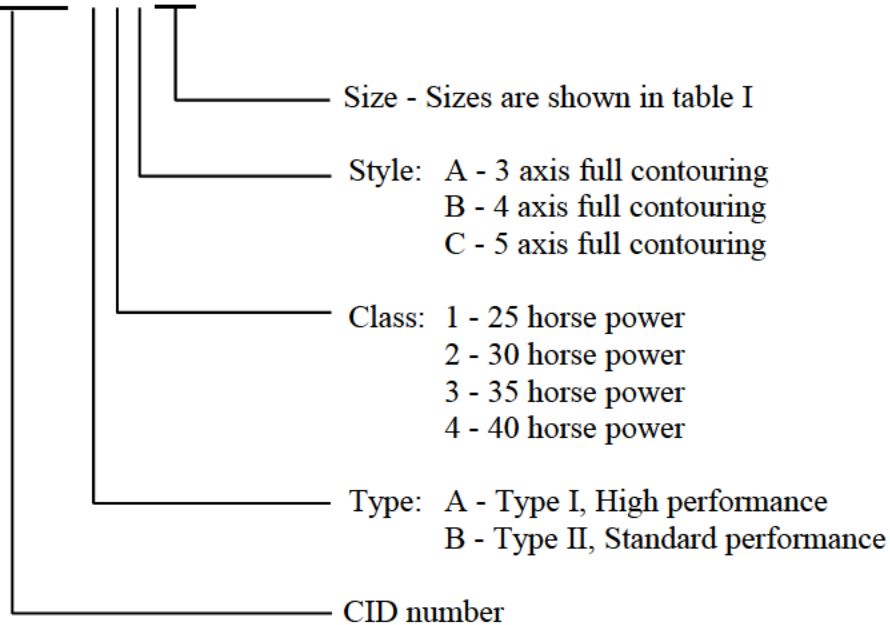 Size - Sizes are shown in table I
Style: A - 3 axis full contouring
B - 4 axis full contouring
C - 5 axis full contouring
Class: 1 - 25 horse power
2 - 30 horse power
3 - 35 horse power
4 - 40 horse power
Type: A - Type I, High performance
B - Type II, Standard performance
CID number